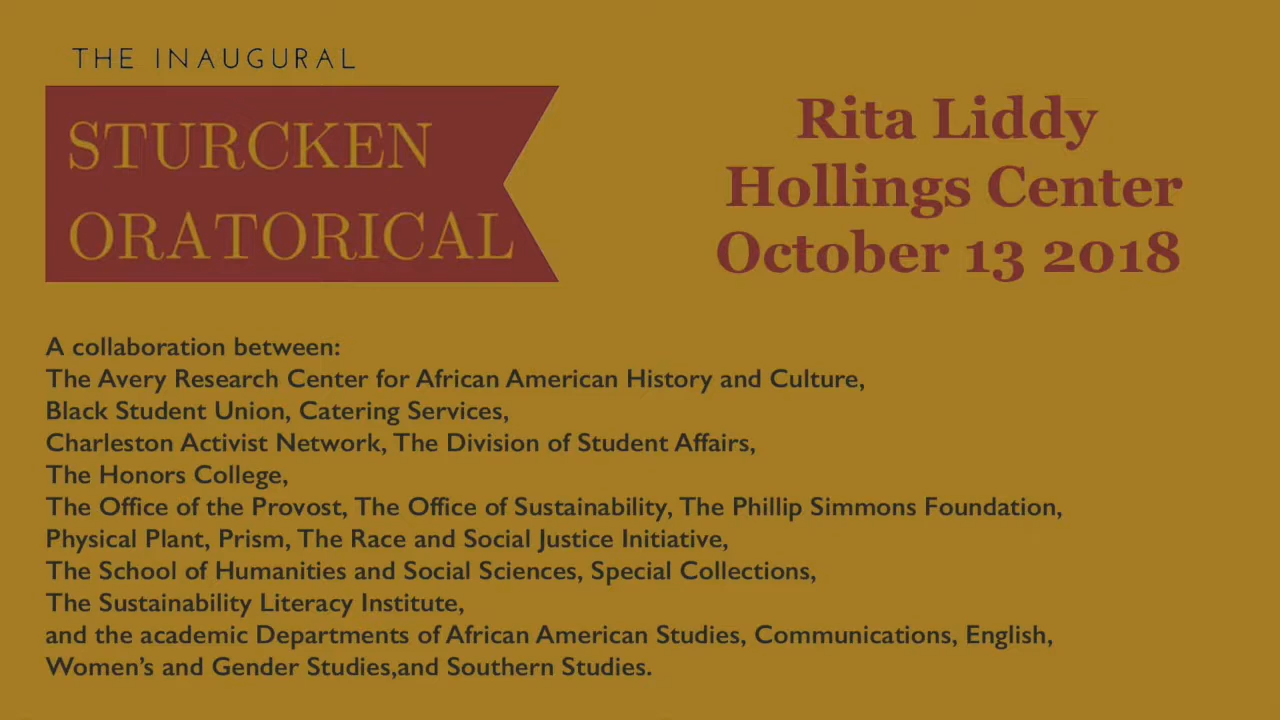 THE INAUGURAL
STURCKEN
ORATORICAL
Rita Liddy
Hollings Center
October 13 2018
A collaboration between:
The Avery Research Center for African American History and Culture,
Black Student Union, Catering Services,
Charleston Activist Network, The Division of Student Affairs,
The Honors College,
The Office of the Provost, The Office of Sustainability, The Phillip Simmons Foundation,
Physical Plant, Prism, The Race and Social Justice Initiative,
The School of Humanities and Social Sciences, Special Collections,
The Sustainability Literacy Institute,
and the academic Departments of African American Studies, Communications, English,
Women’s and Gender Studies,and Southern Studies.